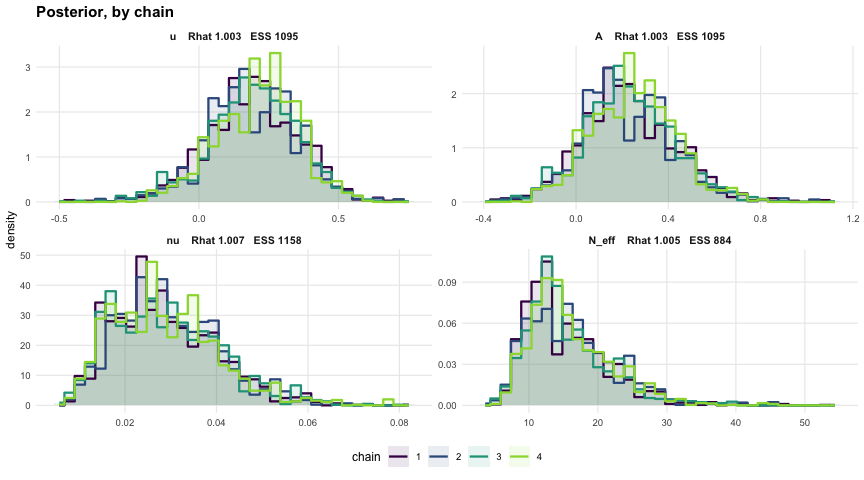 Posterior, by chain
u Rhat 1.003 ESS 1095
A Rhat 1.003 ESS 1095
3
2
1
0
2
1
0
-0.5 0.0 0.5
-0.4 0.0 0.4 0.8 1.2
density
nu Rhat 1.007 ESS 1158
N_eff Rhat 1.005 ESS 884
50
40
30
20
10
0
0.09
0.06
0.03
0.00
0.02 0.04 0.06 0.08
10 20 30 40 50
chain 1 2 3 4